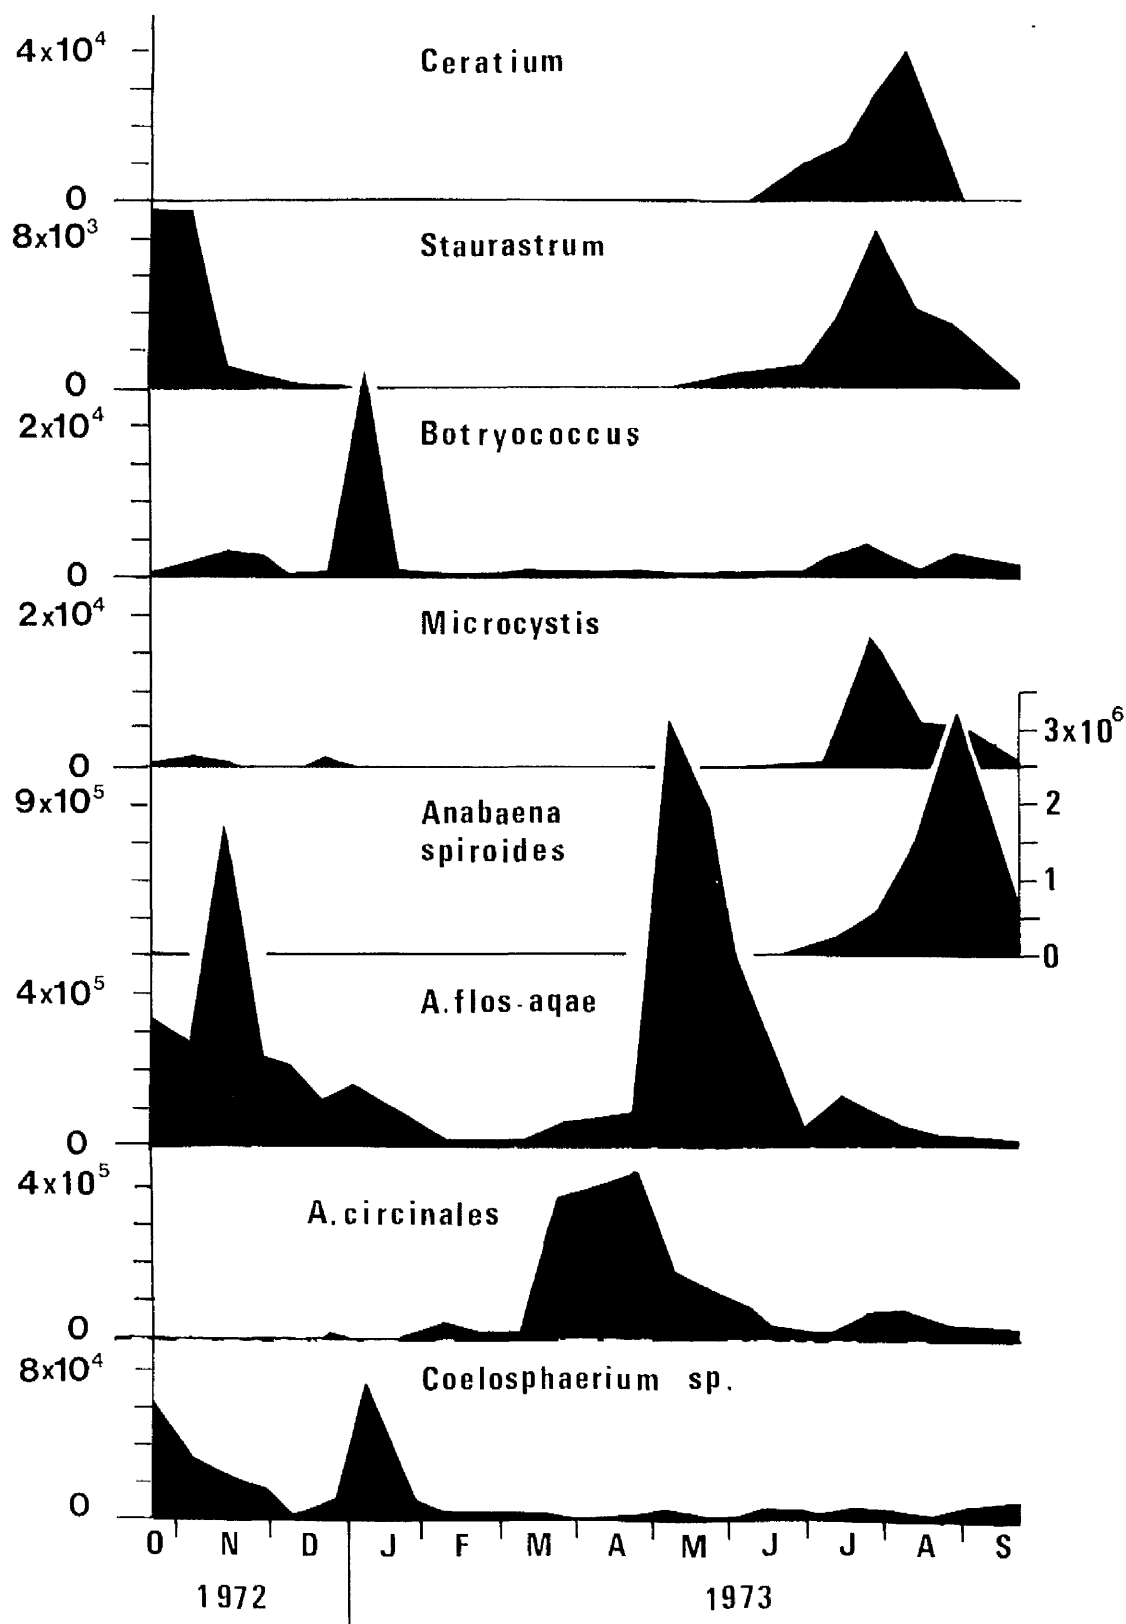 4x10⁴
Ceratium
0
8x10³
Staurastrum
0
2x10⁴
Botryococcus
0
2x10⁴
Microcystis
0
3x10⁶
9x10⁵
Anabaena
spiroides
2
1
0
4x10⁵
A.flos-aqae
0
4x10⁵
A.circinales
0
8x10⁴
Coelosphaerium sp.
0
O N D J F M A M J J A S
1972 1973